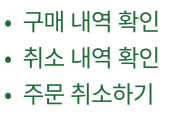 • 구매 내역 확인
• 취소 내역 확인
• 주문 취소하기